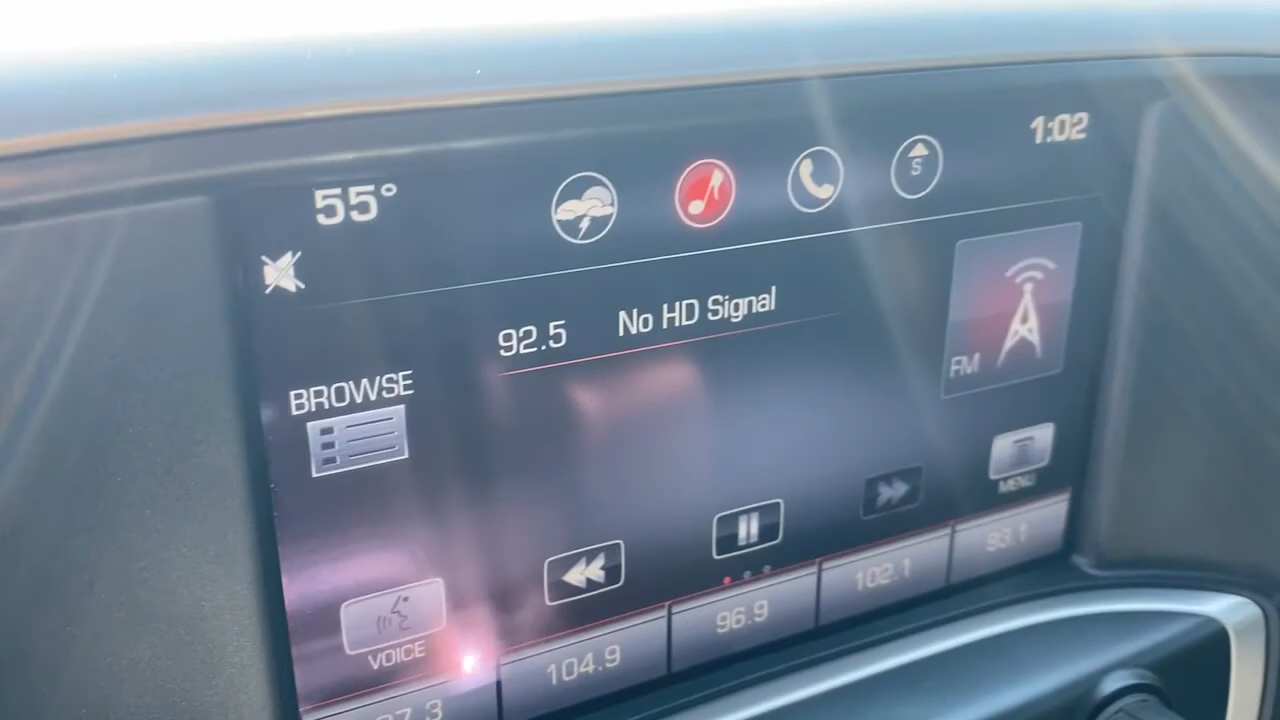 55°
1:02
S
92.5 No HD Signal
FM
BROWSE
MENU
VOICE
104.9
96.9
102.1
93.1